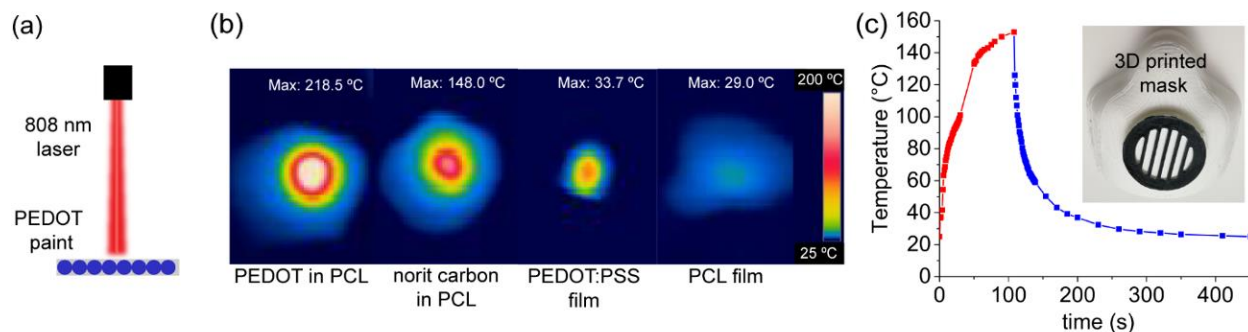 (a)
808 nm
laser
PEDOT
paint
(b)
Max: 218.5 ºC
Max: 148.0 ºC
Max: 33.7 ºC
Max: 29.0 ºC
200 ºC
25 ºC
PEDOT in PCL
norit carbon
in PCL
PEDOT:PSS
film
PCL film
(c)
Temperature (°C)
160
140
120
100
80
60
40
20
0
0
100
200
300
400
time (s)
3D printed
mask